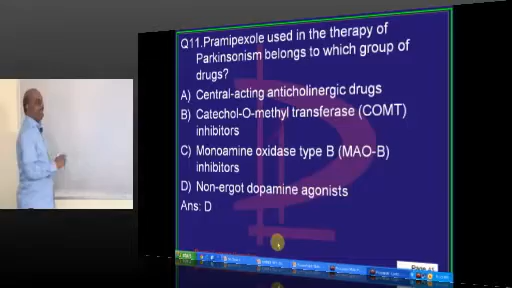 Q11.Pramipexole used in the therapy of
Parkinsonism belongs to which group of
drugs?
A) Central-acting anticholinergic drugs
B) Catechol-O-methyl transferase (COMT)
inhibitors
C) Monoamine oxidase type B (MAO-B)
inhibitors
D) Non-ergot dopamine agonists
Ans: D
start